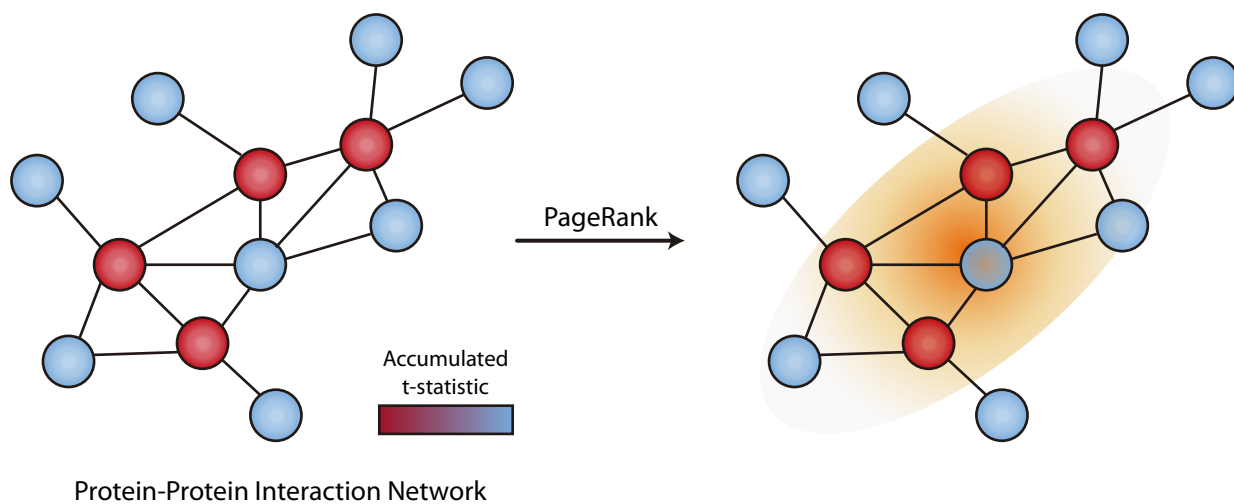 PageRank
Accumulated
t-statistic
Protein-Protein Interaction Network